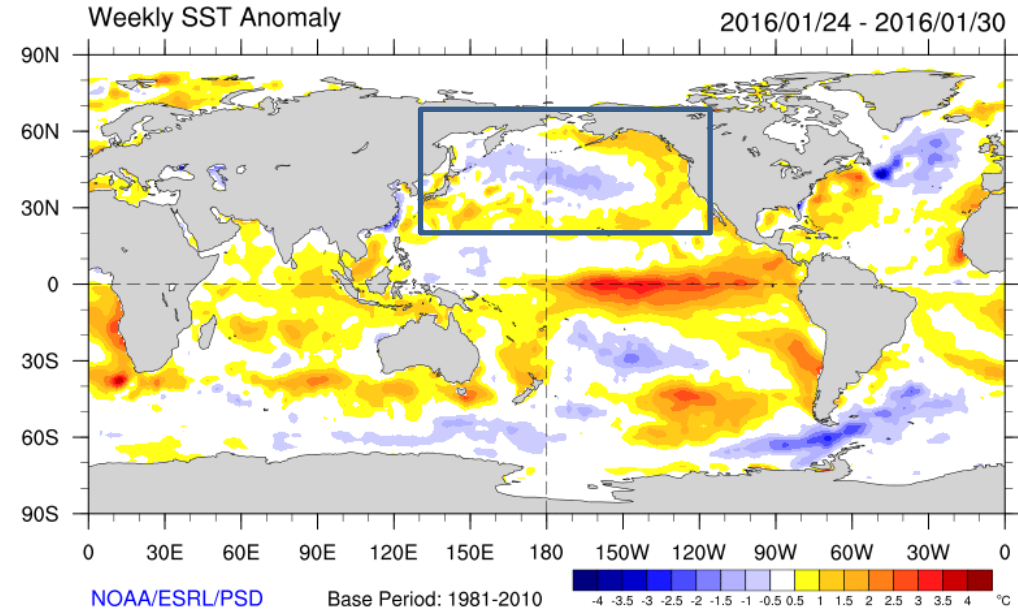 Weekly SST Anomaly 2016/01/24 - 2016/01/30
90N
60N
30N
0
30S
60S
90S
0 30E 60E 90E 120E 150E 180 150W 120W 90W 60W 30W 0
NOAA/ESRL/PSD Base Period: 1981-2010
-4 -3.5 -3 -2.5 -2 -1.5 -1 -0.5 0.5 1 1.5 2 2.5 3 3.5 4 °C